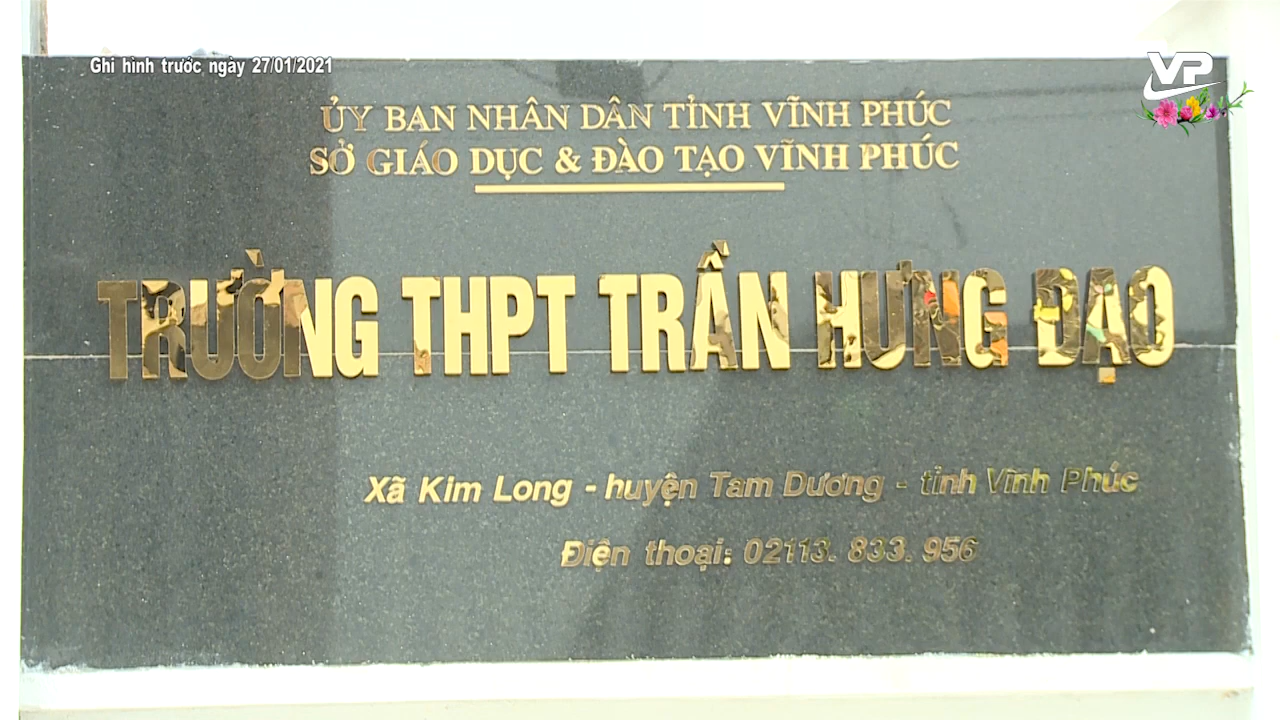 Ghi hình trước ngày 27/01/2021
VP
ỦY BAN NHÂN DÂN TỈNH VĨNH PHÚC
SỞ GIÁO DỤC & ĐÀO TẠO VĨNH PHÚC
TRƯỜNG THPT TRẦN HƯNG ĐẠO
Xã Kim Long - huyện Tam Dương - tỉnh Vĩnh Phúc
Điện thoại: 02113. 833. 956